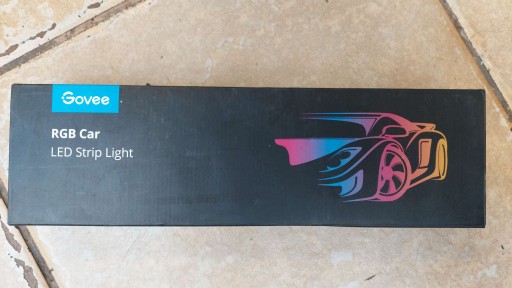 Govee
RGB Car
LED Strip Light